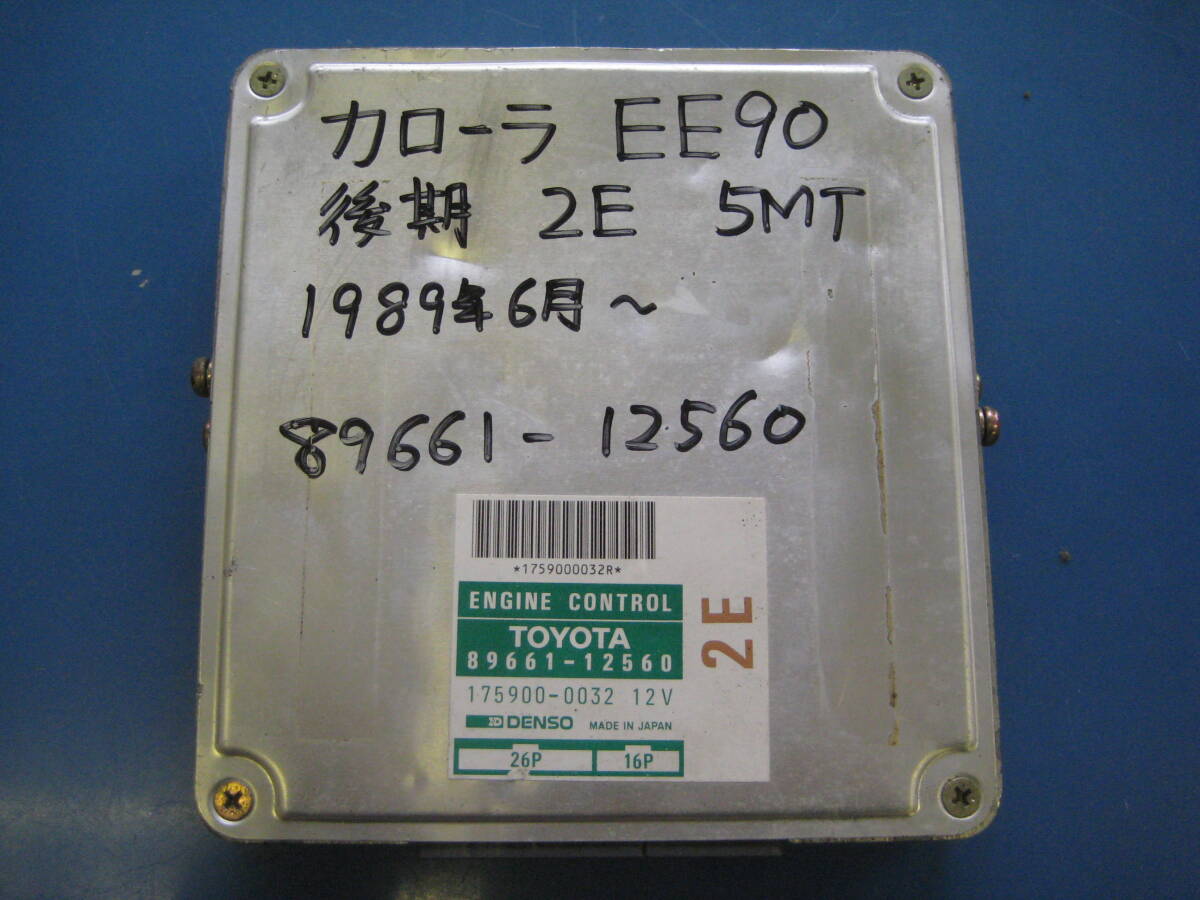 カローラ EE90
後期 2E 5MT
1989年6月~
89661-12560
*1759000032R*
ENGINE CONTROL
TOYOTA
89661-12560
2E
175900-0032 12V
DENSO MADE IN JAPAN
26P 16P